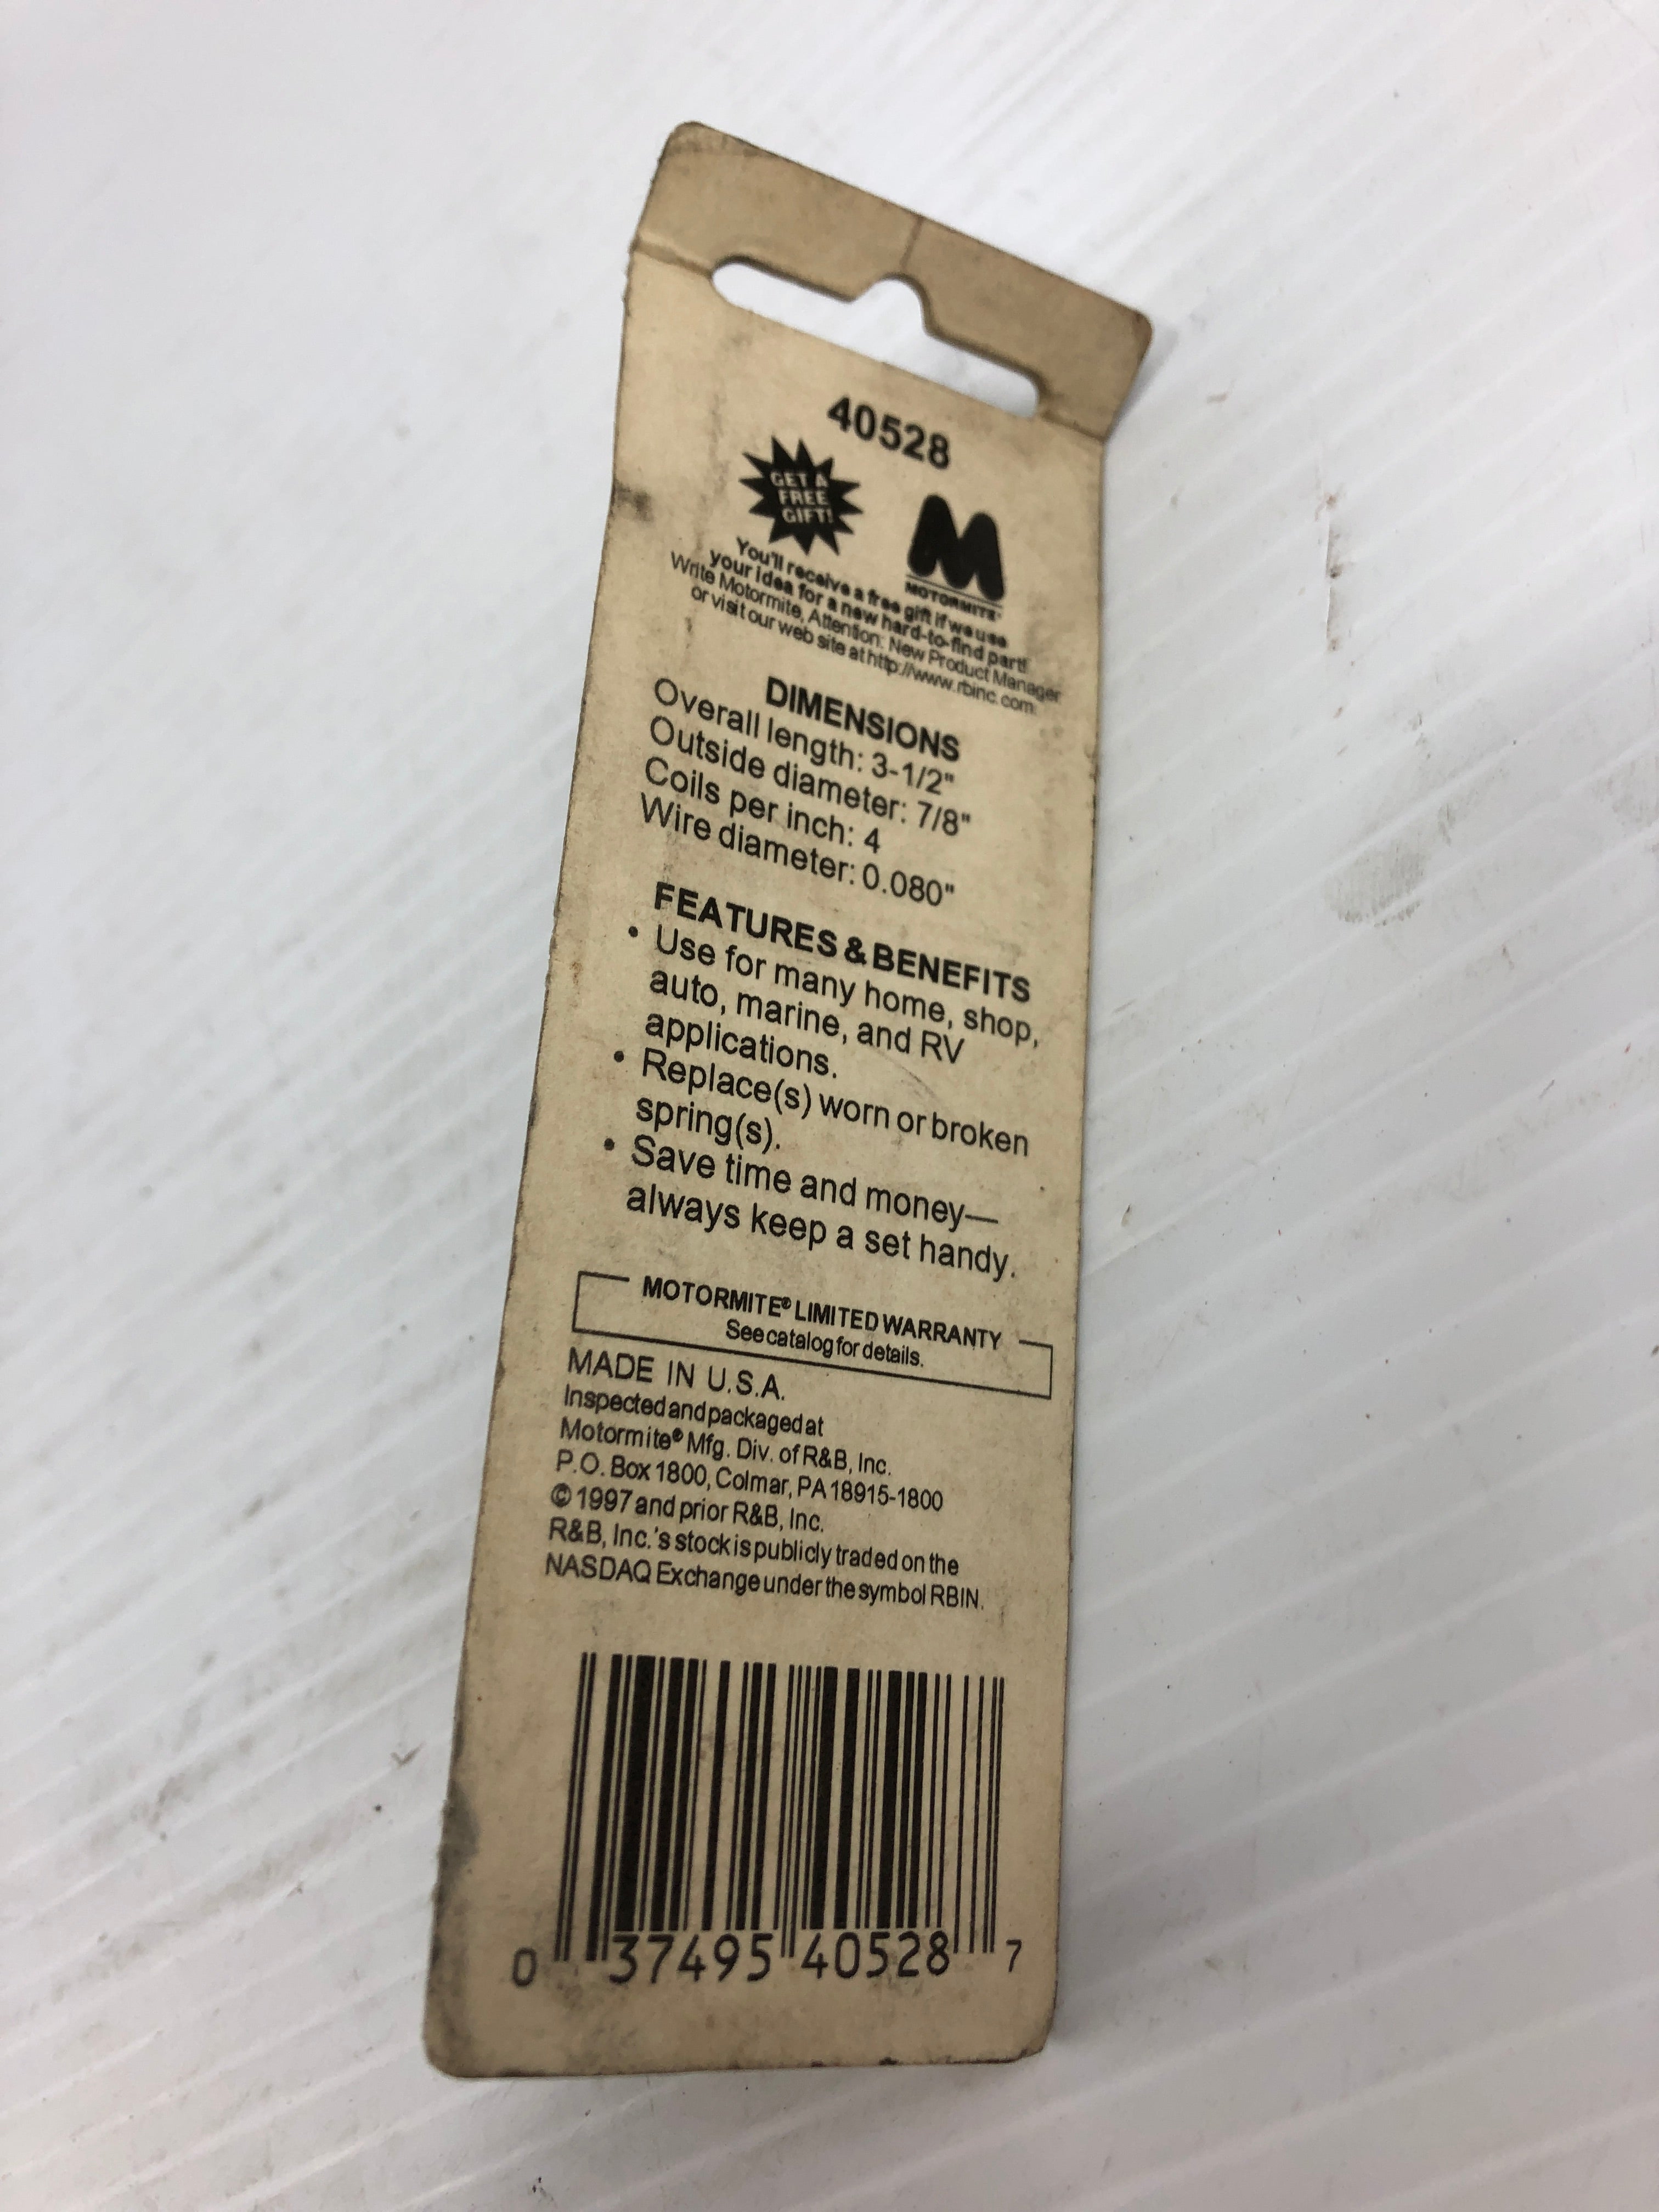 40528
GET A
FREE
GIFT!
M
MOTORMITE®
You'll receive a free gift if we use
your idea for a new hard-to-find part!
Write Motormite, Attention: New Product Manager
or visit our web site at http://www.rbinc.com.
DIMENSIONS
Overall length: 3-1/2"
Outside diameter: 7/8"
Coils per inch: 4
Wire diameter: 0.080"
FEATURES & BENEFITS
• Use for many home, shop,
auto, marine, and RV
applications.
• Replace(s) worn or broken
spring(s).
• Save time and money—
always keep a set handy.
MOTORMITE® LIMITED WARRANTY
See catalog for details.
MADE IN U.S.A.
Inspected and packaged at
Motormite® Mfg. Div. of R&B, Inc.
P.O. Box 1800, Colmar, PA 18915-1800
© 1997 and prior R&B, Inc.
R&B, Inc.'s stock is publicly traded on the
NASDAQ Exchange under the symbol RBIN.
0 37495 40528 7